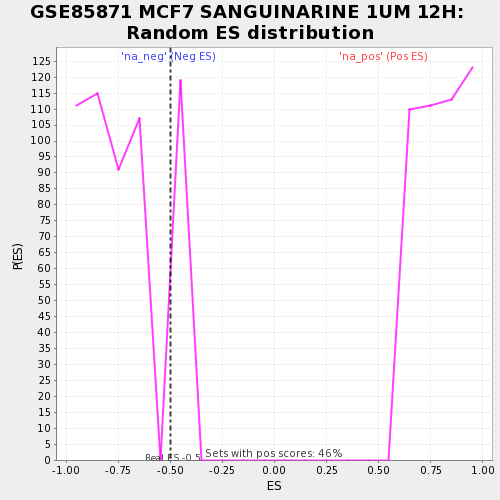 GSE85871 MCF7 SANGUINARINE 1UM 12H:
Random ES distribution
'na_neg' (Neg ES)
'na_pos' (Pos ES)
125
120
115
110
105
100
95
90
85
80
75
70
65
60
55
50
45
40
35
30
25
20
15
10
5
0
P(ES)
Real ES -0.5
Sets with pos scores: 46%
-1.00 -0.75 -0.50 -0.25 0.00 0.25 0.50 0.75 1.00
ES